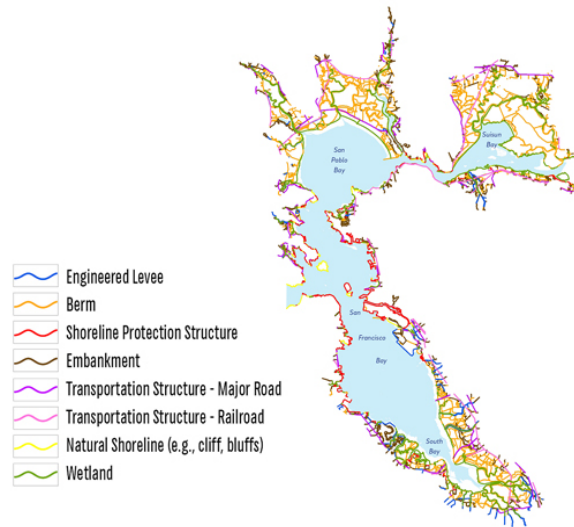 San
Pablo
Bay
Suisun
Bay
San
Francisco
Bay
South
Bay
Engineered Levee
Berm
Shoreline Protection Structure
Embankment
Transportation Structure - Major Road
Transportation Structure - Railroad
Natural Shoreline (e.g., cliff, bluffs)
Wetland